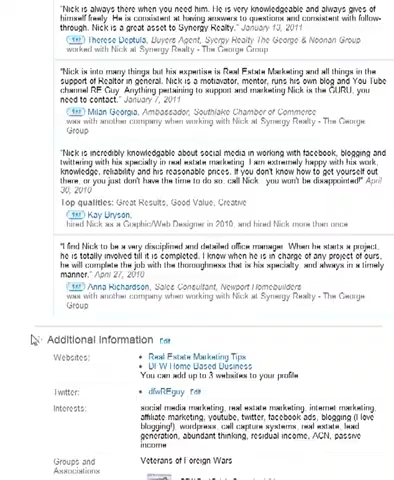 "Nick is always there when you need him. He is very knowledgeable and always gives of
himself freely. He is consistent at having answers to questions and consistent with follow-
through. Nick is a great asset to Synergy Realty." January 13, 2011
1st Therese Deptula, Buyers Agent, Syergy Realty The George & Noonan Group
worked with Nick at Synergy Realty - The George Group
"Nick is into many things but his expertise is Real Estate Marketing and all things in the
support of Realtor in general. Nick is a motiavator, mentor, runs his own blog and You Tube
channel RE Guy. Anything pertaining to support and marketing Nick is the GURU, you
need to contact." January 7, 2011
1st Milan Georgia, Ambassador, Southlake Chamber of Commerce
was with another company when working with Nick at Synergy Realty - The George
Group
"Nick is incredibly knowledgable about social media in working with facebook, blogging and
twittering with his specialty in real estate marketing. I am extremely happy with his work,
knowledge, reliability and his reasonable prices. If you don't know how to get yourself out
there, or you just don't have the time to do so, call Nick...you won't be disappointed!" April
30, 2010
Top qualities: Great Results, Good Value, Creative
1st Kay Bryson,
hired Nick as a Graphic/Web Designer in 2010, and hired Nick more than once
"I find Nick to be a very disciplined and detailed office manager. When he starts a project,
he is totally involved till it is completed. I know when he is in charge of any project of ours,
he will complete the job with the thoroughness that is his specialty, and always in a timely
manner." April 27, 2010
1st Anna Richardson, Sales Consultant, Newport Homebuilders
was with another company when working with Nick at Synergy Realty - The George
Group
Additional Information Edit
Websites:
Real Estate Marketing Tips
DFW Home Based Business
You can add up to 3 websites to your profile
Twitter: dfwREguy Edit
Interests: social media marketing, real estate marketing, internet marketing,
affiliate marketing, youtube, twitter, facebook ads, blogging (I love
blogging!), wordpress, call capture systems, real estate, lead
generation, abundant thinking, residual income, ACN, passive
income
Groups and Associations: Veterans of Foreign Wars